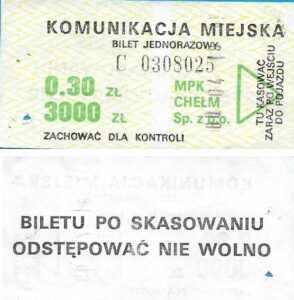 KOMUNIKACJA MIEJSKA
BILET JEDNORAZOWY
C 0308025
0.30 ZŁ
3000 ZŁ
MPK
CHEŁM
Sp. z o.o.
ZACHOWAĆ DLA KONTROLI
TU KASOWAĆ
ZARAZ PO WEJŚCIU
DO POJAZDU
BILETU PO SKASOWANIU
ODSTĘPOWAĆ NIE WOLNO